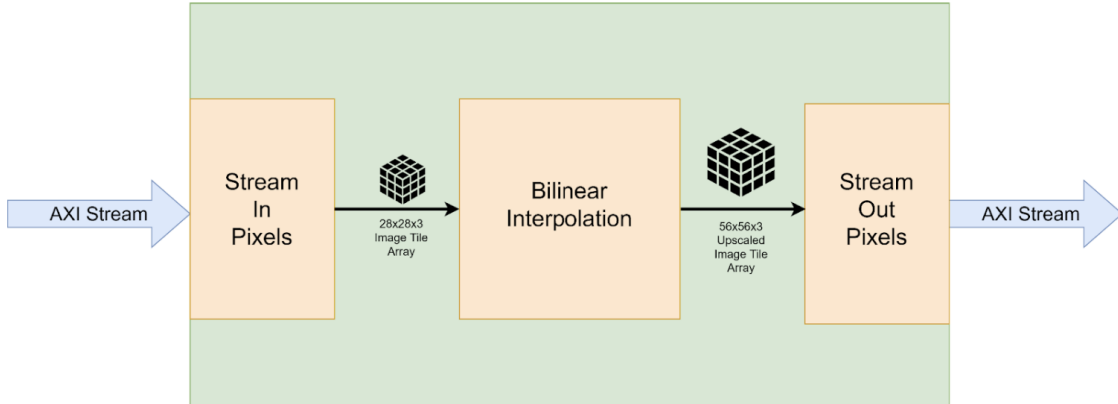 AXI Stream
Stream
In
Pixels
28x28x3
Image Tile
Array
Bilinear
Interpolation
56x56x3
Upscaled
Image Tile
Array
Stream
Out
Pixels
AXI Stream